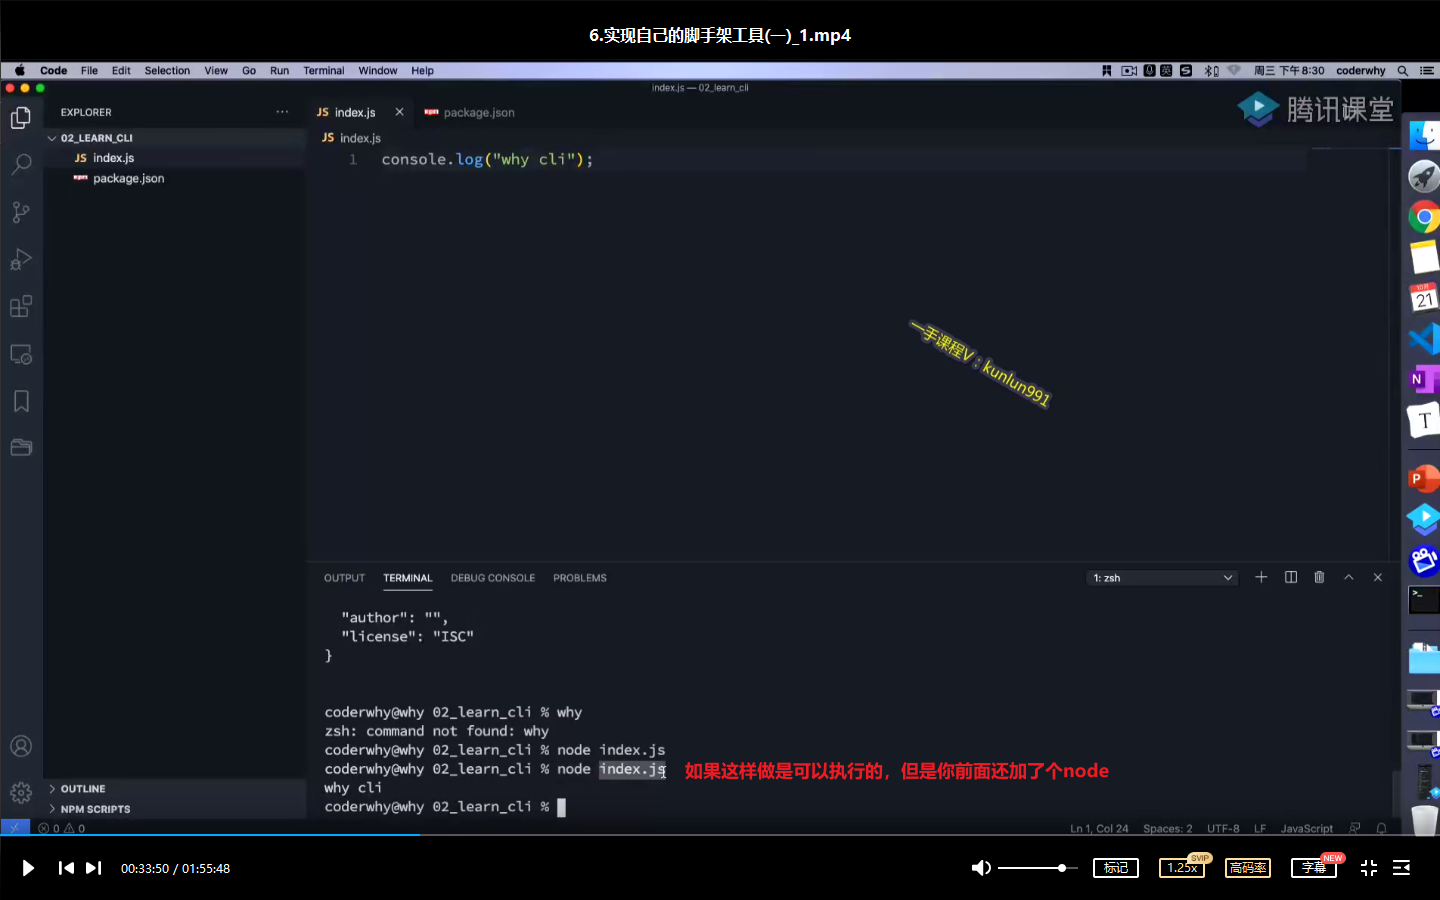 6.实现自己的脚手架工具(一)_1.mp4
Code File Edit Selection View Go Run Terminal Window Help
英
周三 下午8:30 coderwhy
index.js — 02_learn_cli
EXPLORER
02_LEARN_CLI
JS index.js
package.json
JS index.js
package.json
腾讯课堂
JS index.js
1 console.log("why cli");
一手课程V：kunlun991
10月
21
N
T
P
OUTPUT TERMINAL DEBUG CONSOLE PROBLEMS
1: zsh
"author": "",
"license": "ISC"
}
coderwhy@why 02_learn_cli % why
zsh: command not found: why
coderwhy@why 02_learn_cli % node index.js
coderwhy@why 02_learn_cli % node index.js
如果这样做是可以执行的，但是你前面还加了个node
why cli
coderwhy@why 02_learn_cli %
OUTLINE
NPM SCRIPTS
0 0
Ln 1, Col 24 Spaces: 2 UTF-8 LF JavaScript
00:33:50 / 01:55:48
标记
1.25x
SVIP
高码率
字幕
NEW